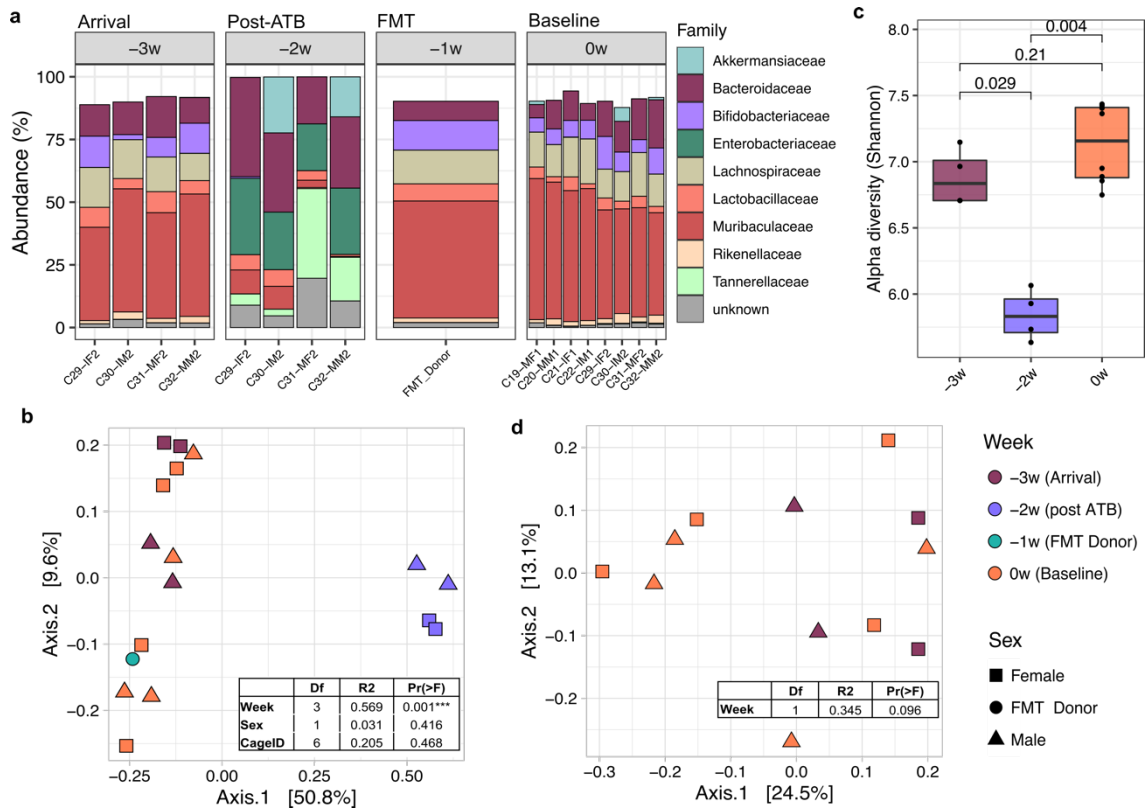 a
Arrival
Post-ATB
FMT
Baseline
−3w
−2w
−1w
0w
Abundance (%)
100
75
50
25
0
C29-IF2
C30-IM2
C31-MF2
C32-MM2
C29-IF2
C30-IM2
C31-MF2
C32-MM2
FMT_Donor
C19-MF1
C20-MM1
C21-IF1
C22-IM1
C29-IF2
C30-IM2
C31-MF2
C32-MM2
Family
Akkermansiaceae
Bacteroidaceae
Bifidobacteriaceae
Enterobacteriaceae
Lachnospiraceae
Lactobacillaceae
Muribaculaceae
Rikenellaceae
Tannerellaceae
unknown
c
Alpha diversity (Shannon)
8.0
7.0
6.5
6.0
0.004
0.21
0.029
−3w
−2w
0w
b
Axis.2 [9.6%]
0.2
0.1
0.0
−0.1
−0.2
−0.25
0.00
0.25
0.50
Axis.1 [50.8%]
Df R2 Pr(>F)
Week 3 0.569 0.001***
Sex 1 0.031 0.416
CageID 6 0.205 0.468
d
Axis.2 [13.1%]
0.2
0.1
0.0
−0.1
−0.2
−0.3
−0.2
−0.1
0.0
0.1
0.2
Axis.1 [24.5%]
Df R2 Pr(>F)
Week 1 0.345 0.096
Week
−3w (Arrival)
−2w (post ATB)
−1w (FMT Donor)
0w (Baseline)
Sex
Female
FMT Donor
Male